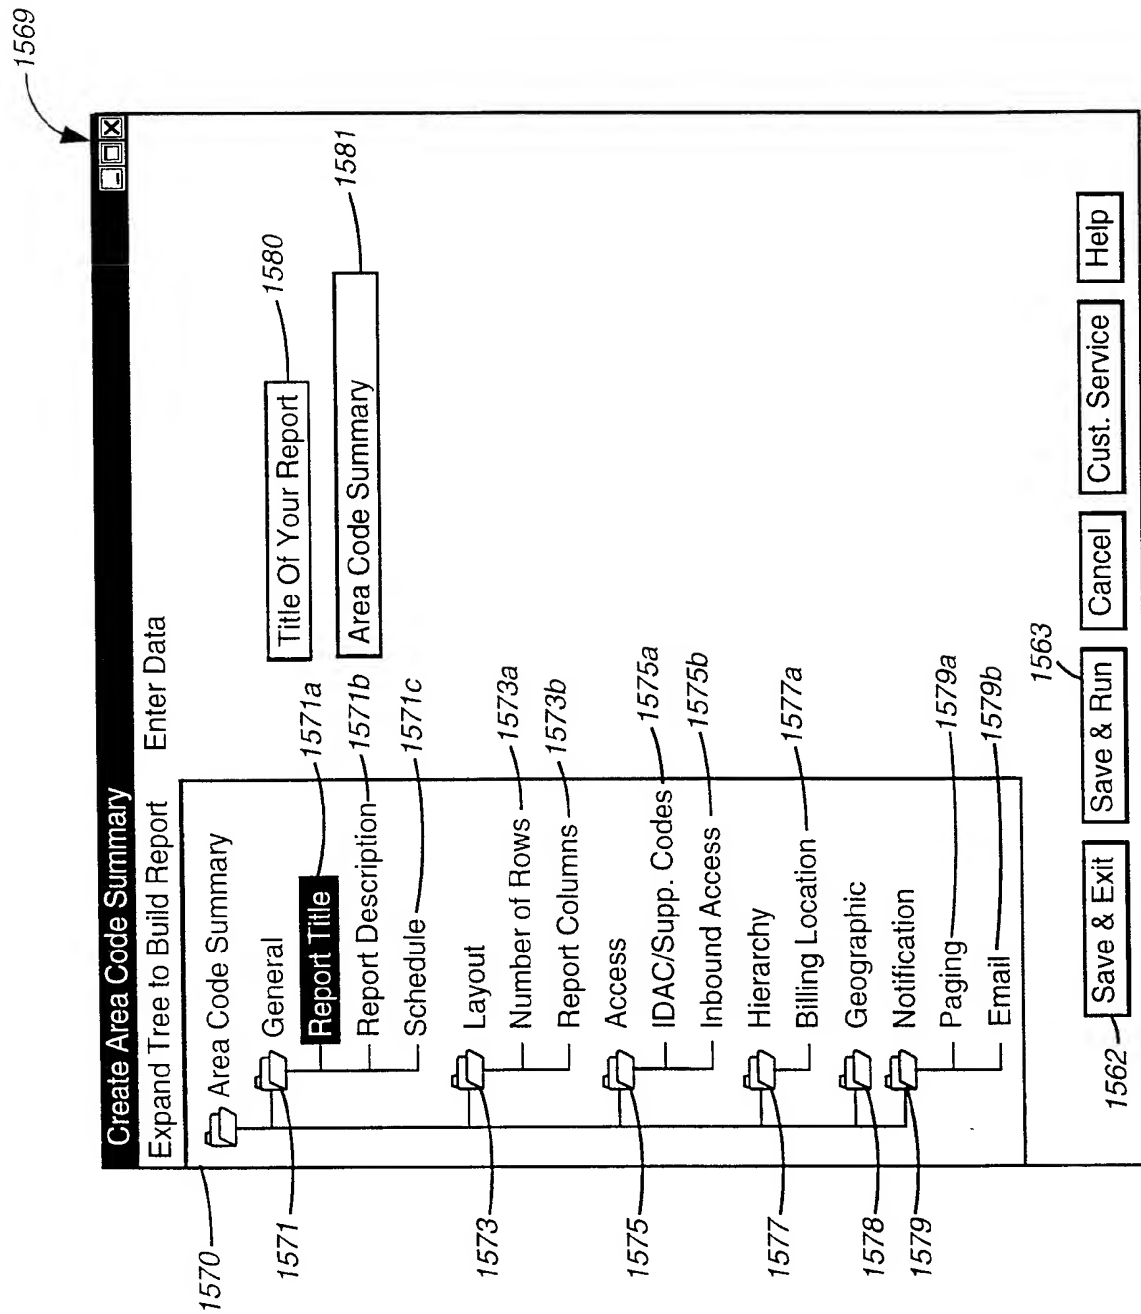 1569
Create Area Code Summary
Expand Tree to Build Report Enter Data
1570
Area Code Summary
1571 General
Report Title 1571a Title Of Your Report 1580
Report Description 1571b Area Code Summary 1581
Schedule 1571c
1573 Layout
Number of Rows 1573a
Report Columns 1573b
1575 Access
IDAC/Supp. Codes 1575a
Inbound Access 1575b
1577 Hierarchy
Billing Location 1577a
1578 Geographic
1579 Notification
Paging 1579a
Email 1579b
1563
1562 Save & Exit Save & Run Cancel Cust. Service Help